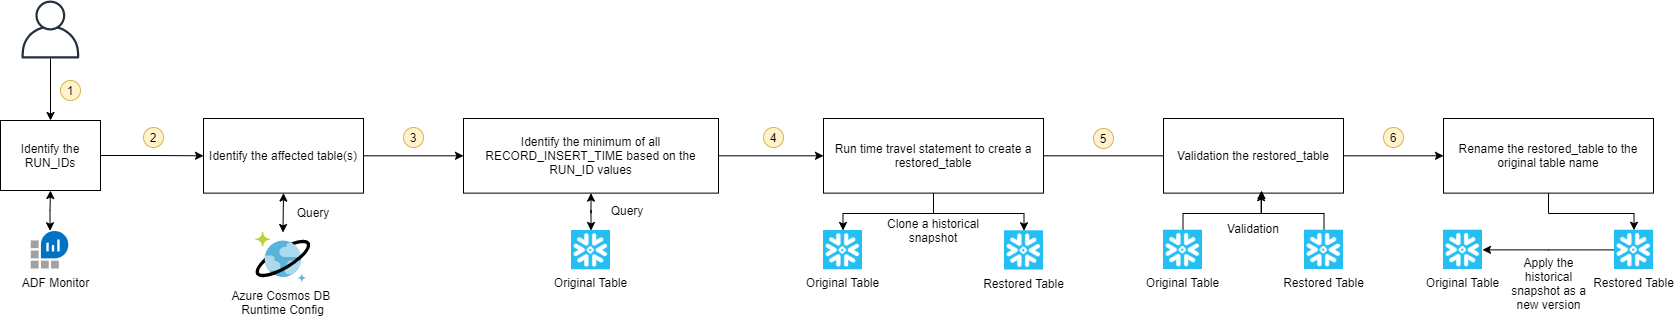 1
Identify the
RUN_IDs
ADF Monitor
2
Identify the affected table(s)
Query
Azure Cosmos DB
Runtime Config
3
Identify the minimum of all
RECORD_INSERT_TIME based on the
RUN_ID values
Query
Original Table
4
Run time travel statement to create a
restored_table
Clone a historical
snapshot
Original Table
Restored Table
5
Validation the restored_table
Validation
Original Table
Restored Table
6
Rename the restored_table to the
original table name
Original Table
Apply the
historical
snapshot as a
new version
Restored Table